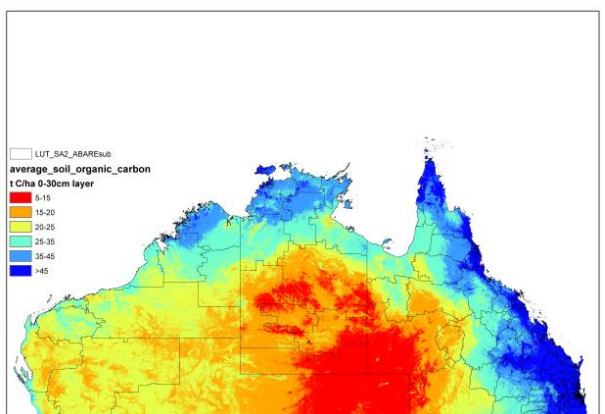 LUT_SA2_ABAREsub
average_soil_organic_carbon
t C/ha 0-30cm layer
5-15
15-20
20-25
25-35
35-45
>45